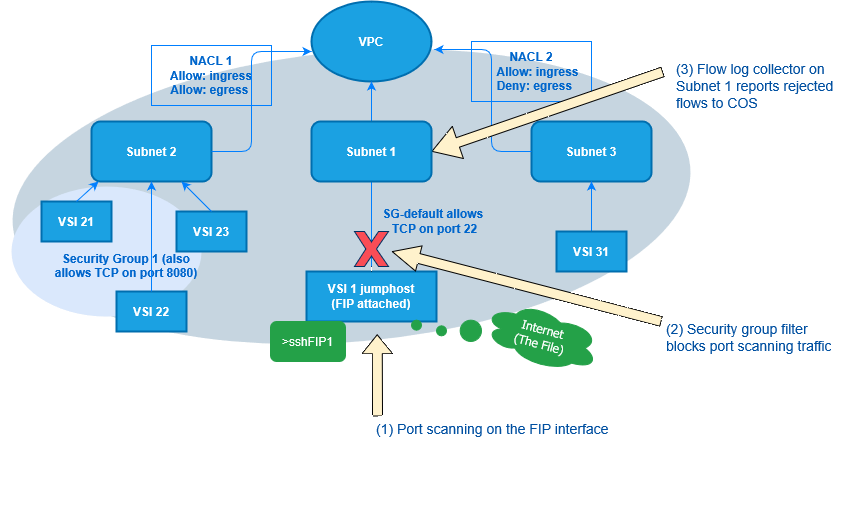 VPC
NACL 1
Allow: ingress
Allow: egress
NACL 2
Allow: ingress
Deny: egress
(3) Flow log collector on
Subnet 1 reports rejected
flows to COS
Subnet 2
Subnet 1
Subnet 3
VSI 21
VSI 23
SG-default allows
TCP on port 22
VSI 31
Security Group 1 (also
allows TCP on port 8080)
VSI 22
VSI 1 jumphost
(FIP attached)
>sshFIP1
Internet
(The File)
(2) Security group filter
blocks port scanning traffic
(1) Port scanning on the FIP interface